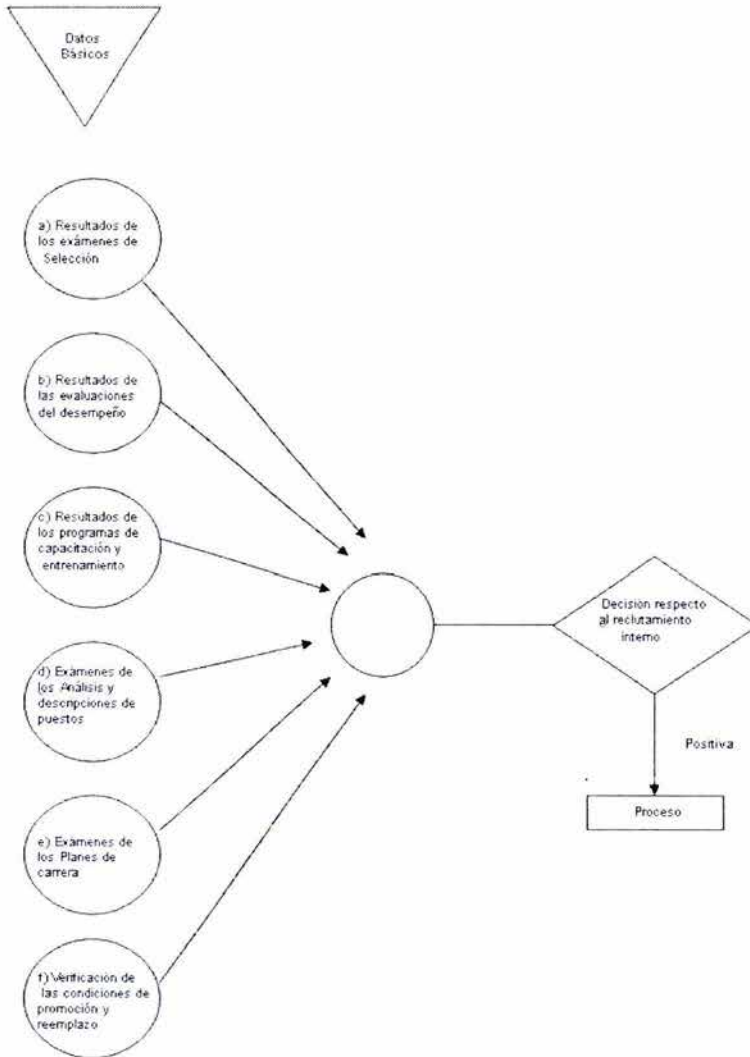 Datos
Básicos
a) Resultados de
los exámenes de
Selección
b) Resultados de
las evaluaciones
del desempeño
c) Resultados de
los programas de
capacitación y
entrenamiento
d) Exámenes de
los Análisis y
descripciones de
puestos
e) Exámenes de
los Planes de
carrera
f) Verificación de
las condiciones de
promoción y
reemplazo
Decisión respecto
al reclutamiento
interno
Positiva
Proceso